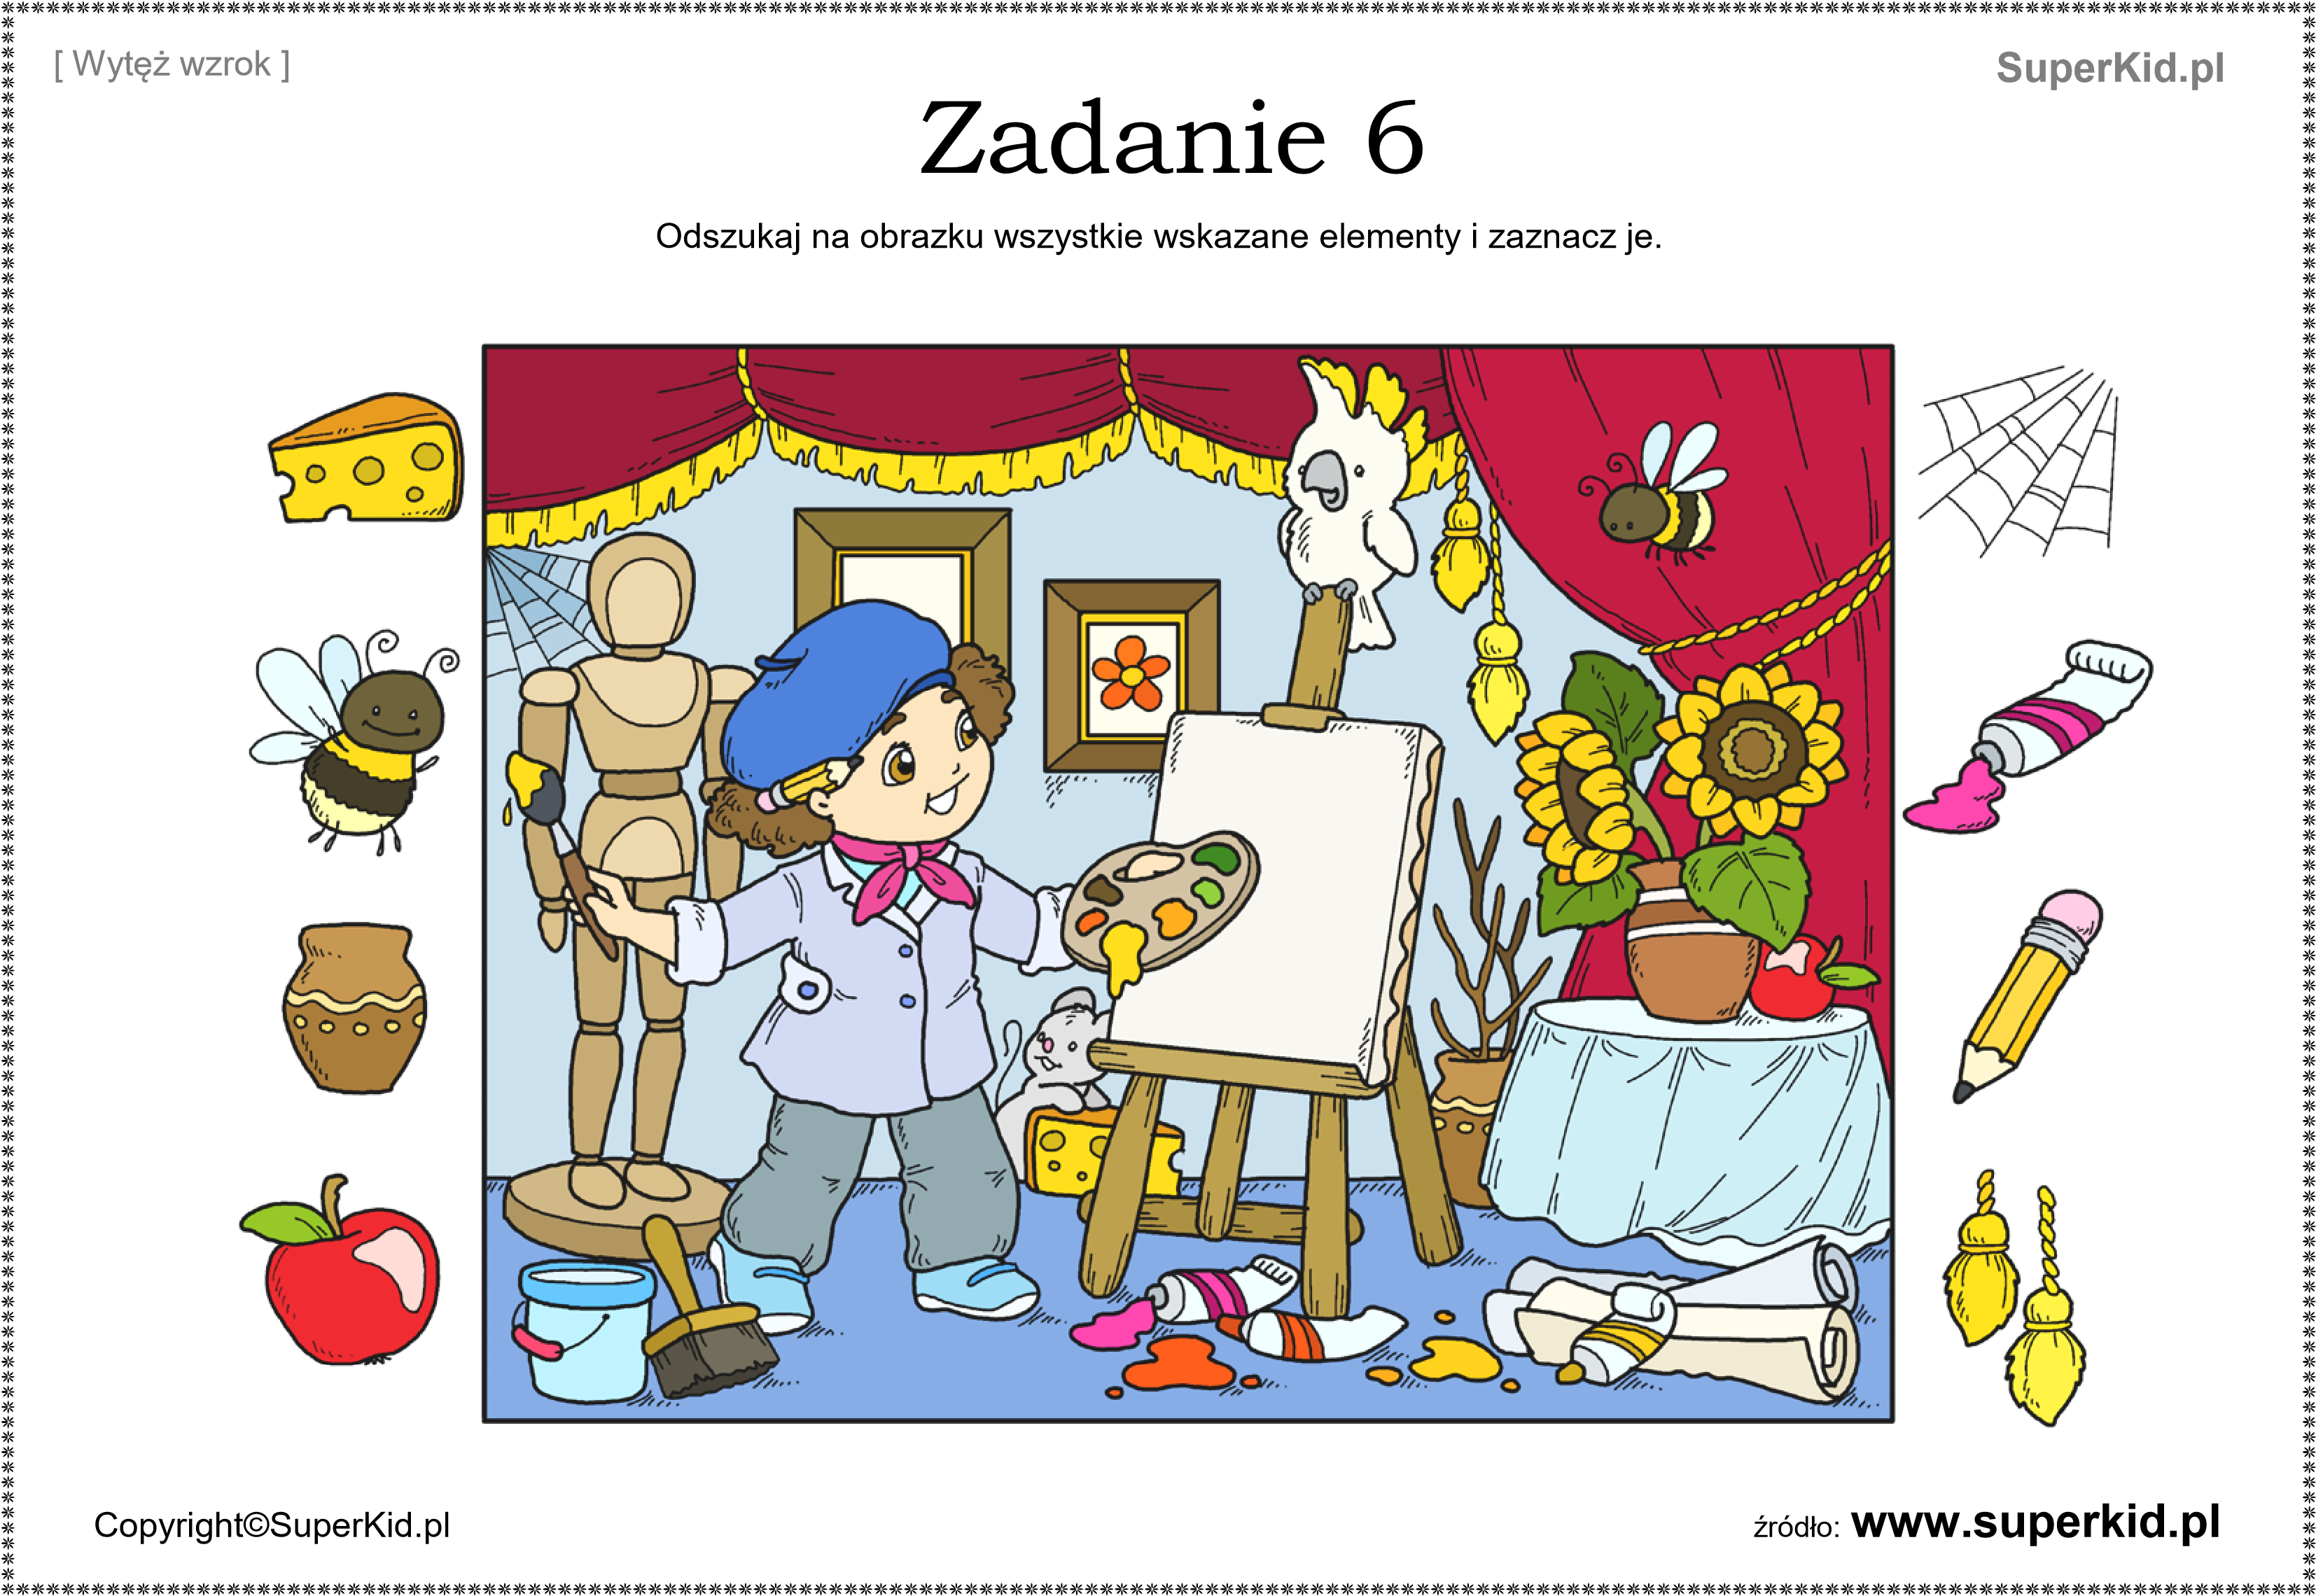 [ Wytęż wzrok ]
SuperKid.pl
Zadanie 6
Odszukaj na obrazku wszystkie wskazane elementy i zaznacz je.
Copyright©SuperKid.pl
źródło: www.superkid.pl